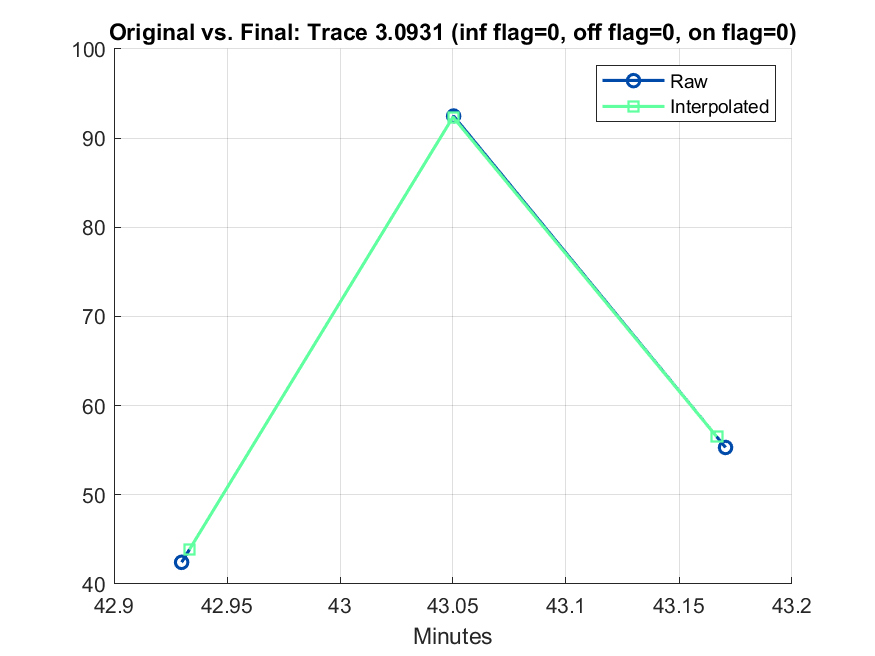 Original vs. Final: Trace 3.0931 (inf flag=0, off flag=0, on flag=0)
100
90
80
70
60
50
40
Raw
Interpolated
42.9 42.95 43 43.05 43.1 43.15 43.2
Minutes